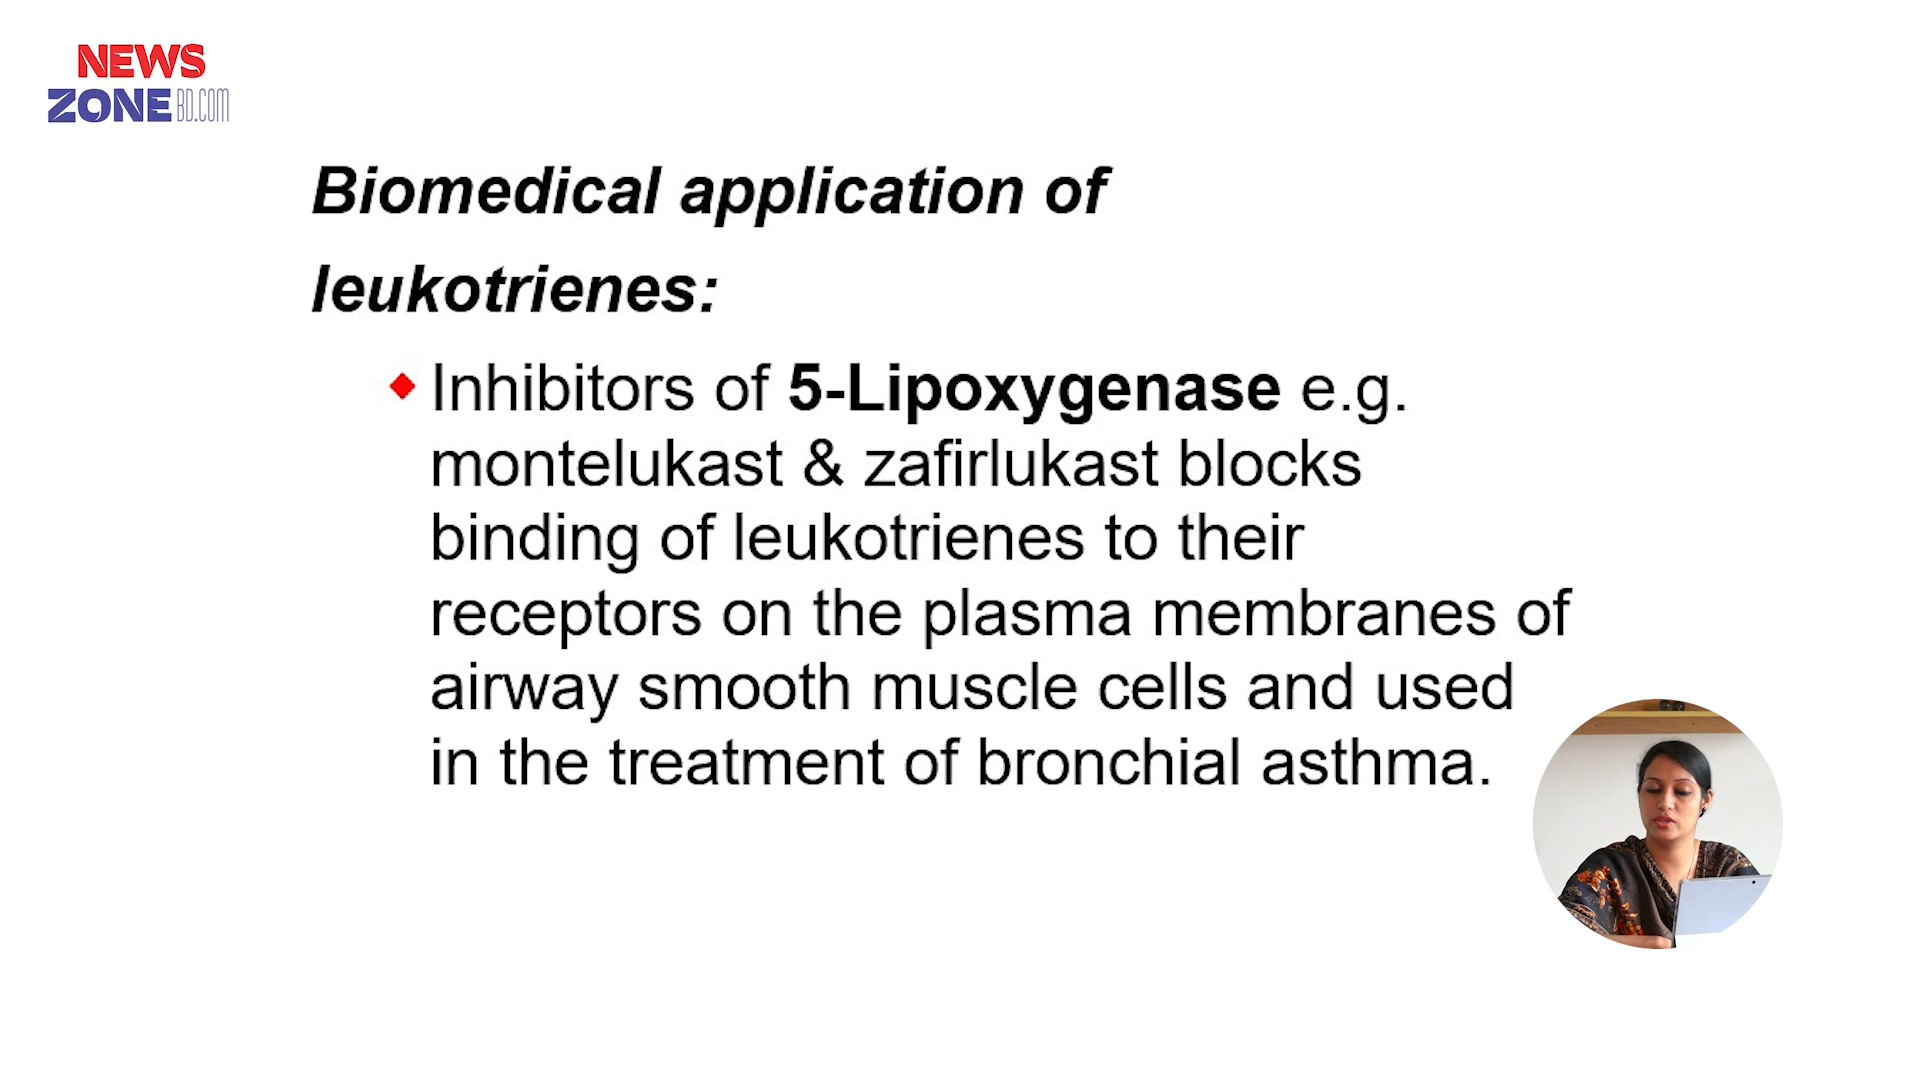 NEWS
ZONE BD.COM
Biomedical application of
leukotrienes:
Inhibitors of 5-Lipoxygenase e.g.
montelukast & zafirlukast blocks
binding of leukotrienes to their
receptors on the plasma membranes of
airway smooth muscle cells and used
in the treatment of bronchial asthma.